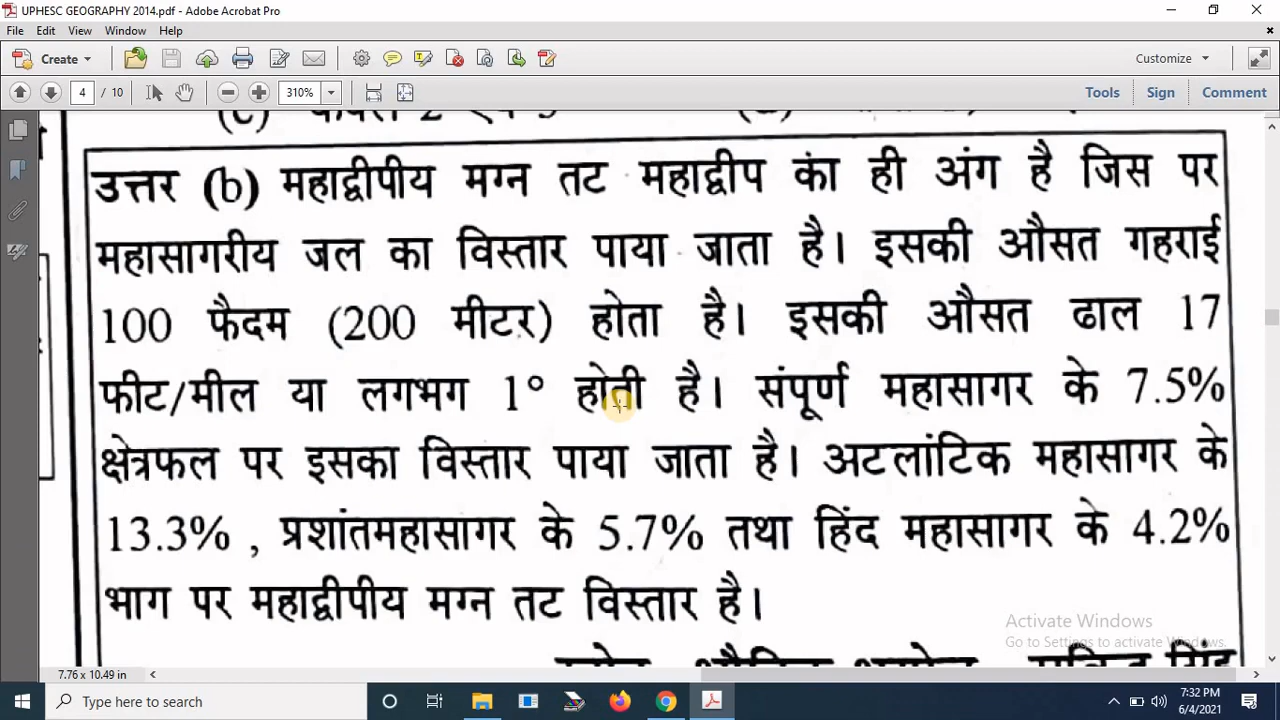 UPHESC GEOGRAPHY 2014.pdf - Adobe Acrobat Pro
File Edit View Window Help
Create Customize
4 / 10 310% Tools Sign Comment
उत्तर (b) महाद्वीपीय मग्न तट महाद्वीप कां ही अंग है जिस पर
महासागरीय जल का विस्तार पाया जाता है। इसकी औसत गहराई
100 फैदम (200 मीटर) होता है। इसकी औसत ढाल 17
फीट/मील या लगभग 1° होती है। संपूर्ण महासागर के 7.5%
क्षेत्रफल पर इसका विस्तार पाया जाता है। अटलांटिक महासागर के
13.3% , प्रशांतमहासागर के 5.7% तथा हिंद महासागर के 4.2%
भाग पर महाद्वीपीय मग्न तट विस्तार है।
Activate Windows
Go to Settings to activate Windows.
7.76 x 10.49 in
Type here to search
7:32 PM
6/4/2021